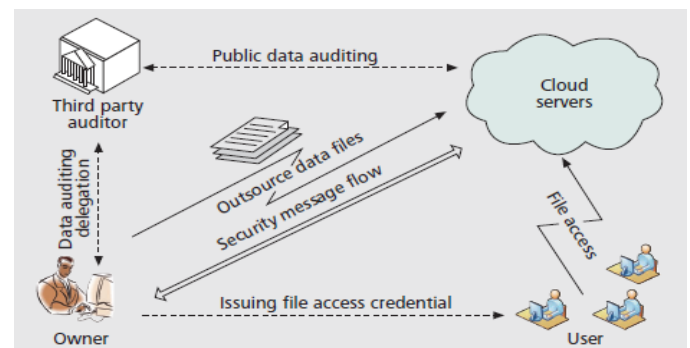 Public data auditing
Third party
auditor
Cloud
servers
Data auditing
delegation
Outsource data files
Security message flow
File access
Issuing file access credential
Owner
User